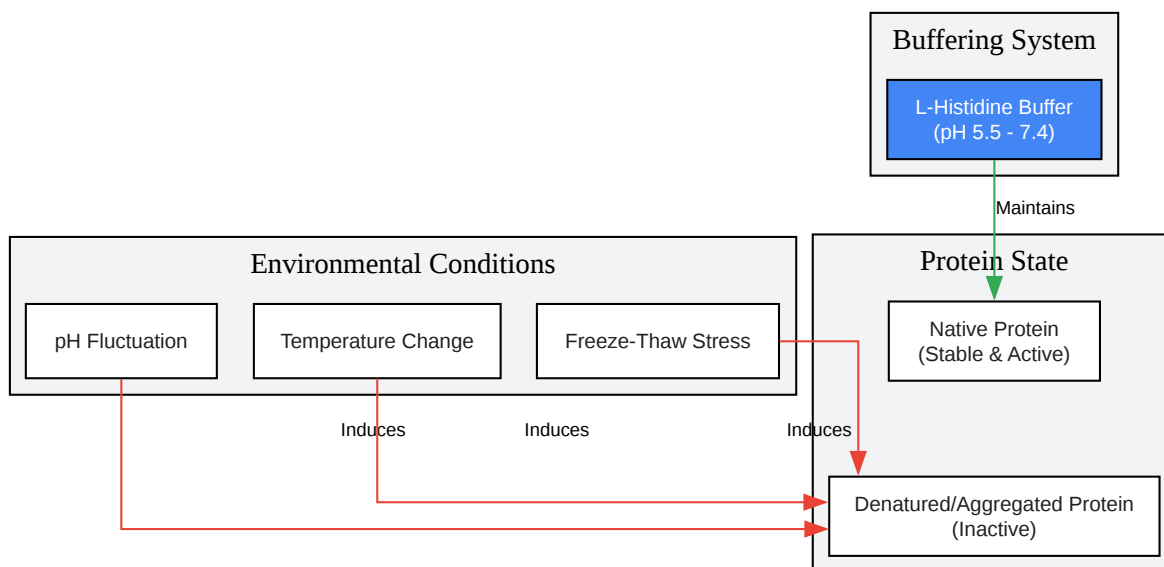 Buffering System
L-Histidine Buffer
(pH 5.5 - 7.4)
Maintains
Environmental Conditions
Protein State
pH Fluctuation
Temperature Change
Freeze-Thaw Stress
Native Protein
(Stable & Active)
Induces
Induces
Induces
Denatured/Aggregated Protein
(Inactive)